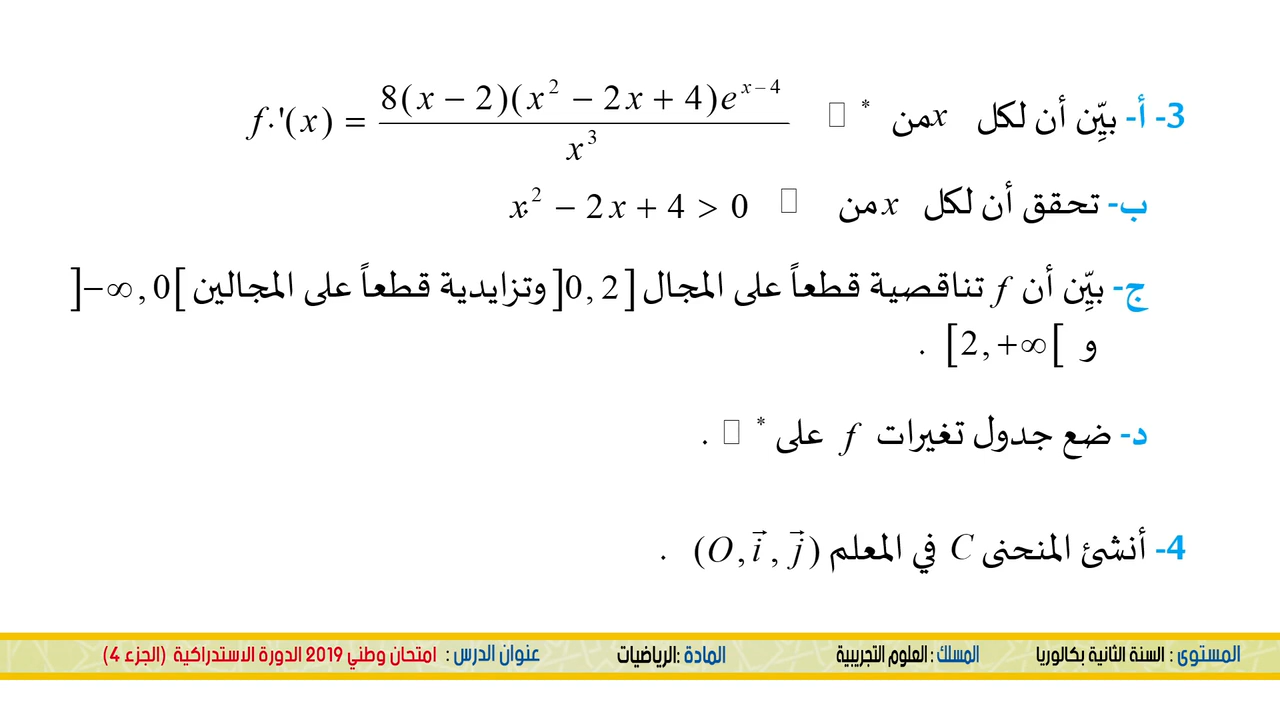 3- أ- بيِّن أن لكل x من □* f'(x) = 8(x − 2)(x² − 2x + 4)e^{x−4} / x³
ب- تحقق أن لكل x من □ x² − 2x + 4 > 0
ج- بيِّن أن f تناقصية قطعاً على المجال ]0, 2] وتزايدية قطعاً على المجالين ]−∞, 0[
و [2, +∞[ .
د- ضع جدول تغيرات f على □* .
4- أنشئ المنحنى C في المعلم (O, i⃗, j⃗) .
المستوى : السنة الثانية بكالوريا المسلك : العلوم التجريبية المادة :الرياضيات عنوان الدرس : امتحان وطني 2019 الدورة الاستدراكية (الجزء 4)